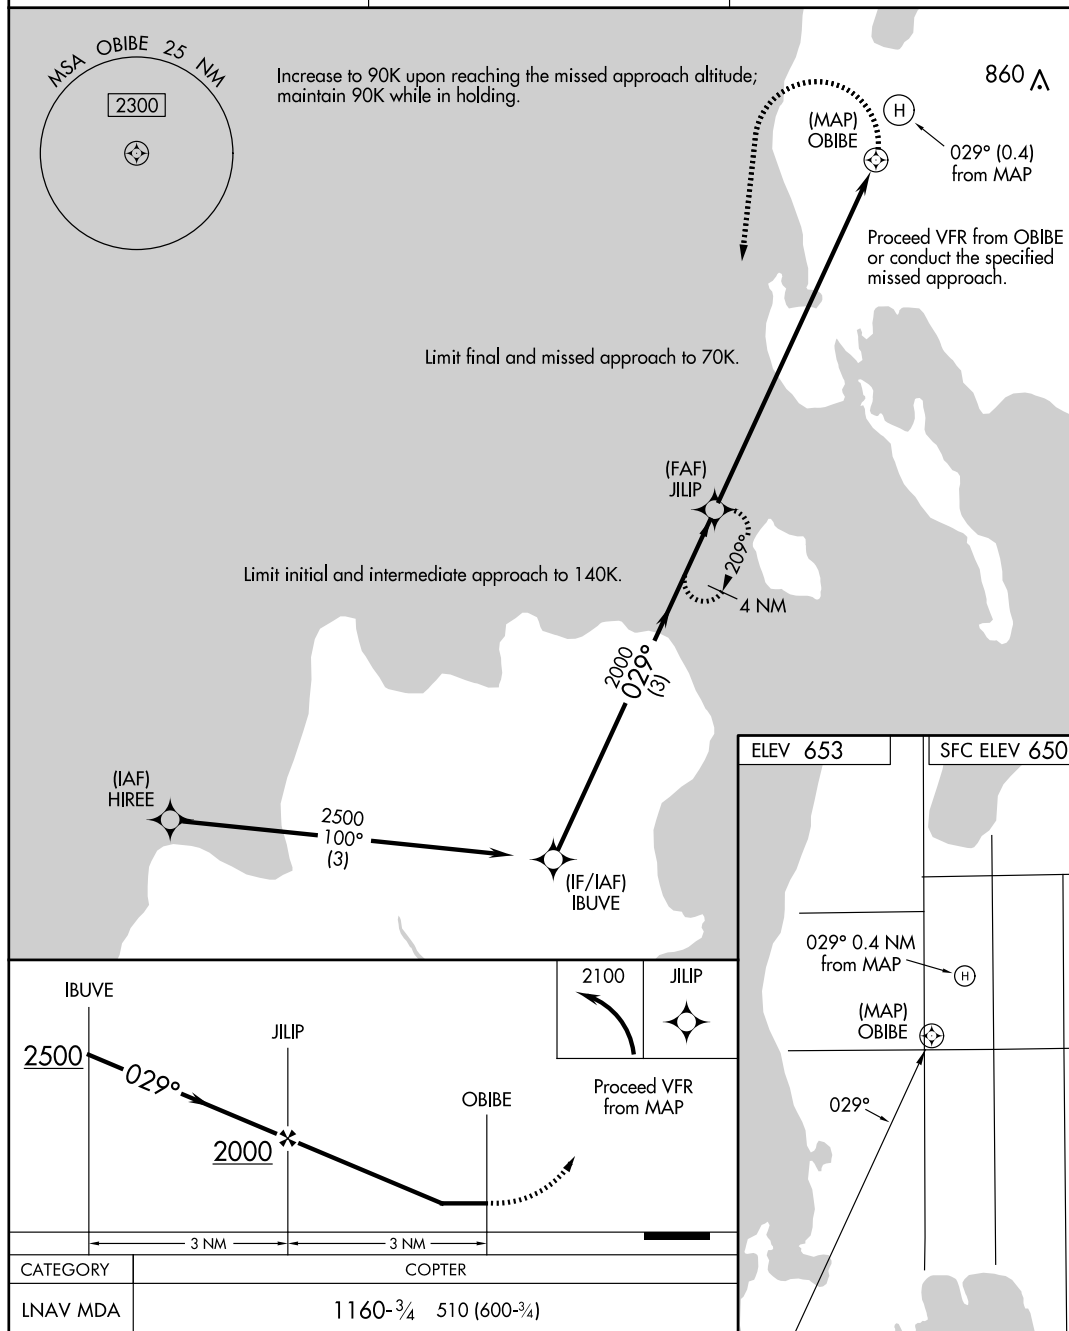 MSA OBIBE 25 NM
2300
Increase to 90K upon reaching the missed approach altitude;
maintain 90K while in holding.
860
(MAP)
OBIBE
H
029° (0.4)
from MAP
Proceed VFR from OBIBE
or conduct the specified
missed approach.
Limit final and missed approach to 70K.
(FAF)
JILIP
209°
4 NM
Limit initial and intermediate approach to 140K.
2000
029°
(3)
(IAF)
HIREE
2500
100°
(3)
(IF/IAF)
IBUVE
ELEV 653
SFC ELEV 650
029° 0.4 NM
from MAP
H
(MAP)
OBIBE
029°
IBUVE
2500
029°
JILIP
2000
OBIBE
2100
JILIP
Proceed VFR
from MAP
3 NM
3 NM
CATEGORY
COPTER
LNAV MDA
1160-¾ 510 (600-¾)